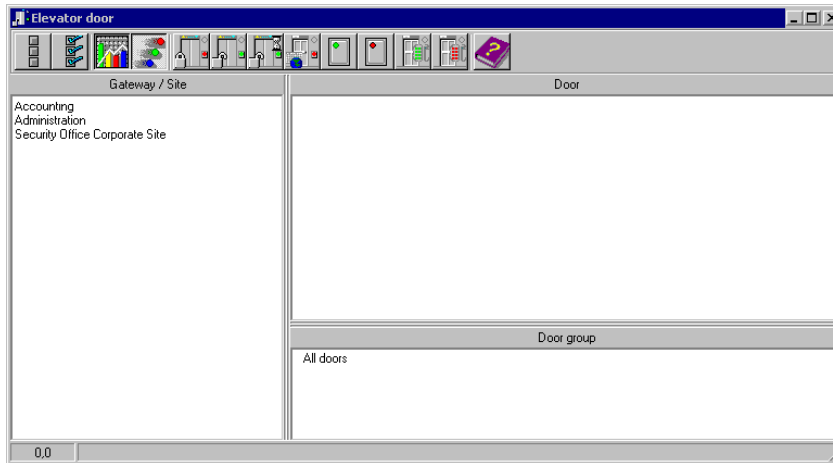 Elevator door
Gateway / Site
Door
Accounting
Administration
Security Office Corporate Site
Door group
All doors
0,0